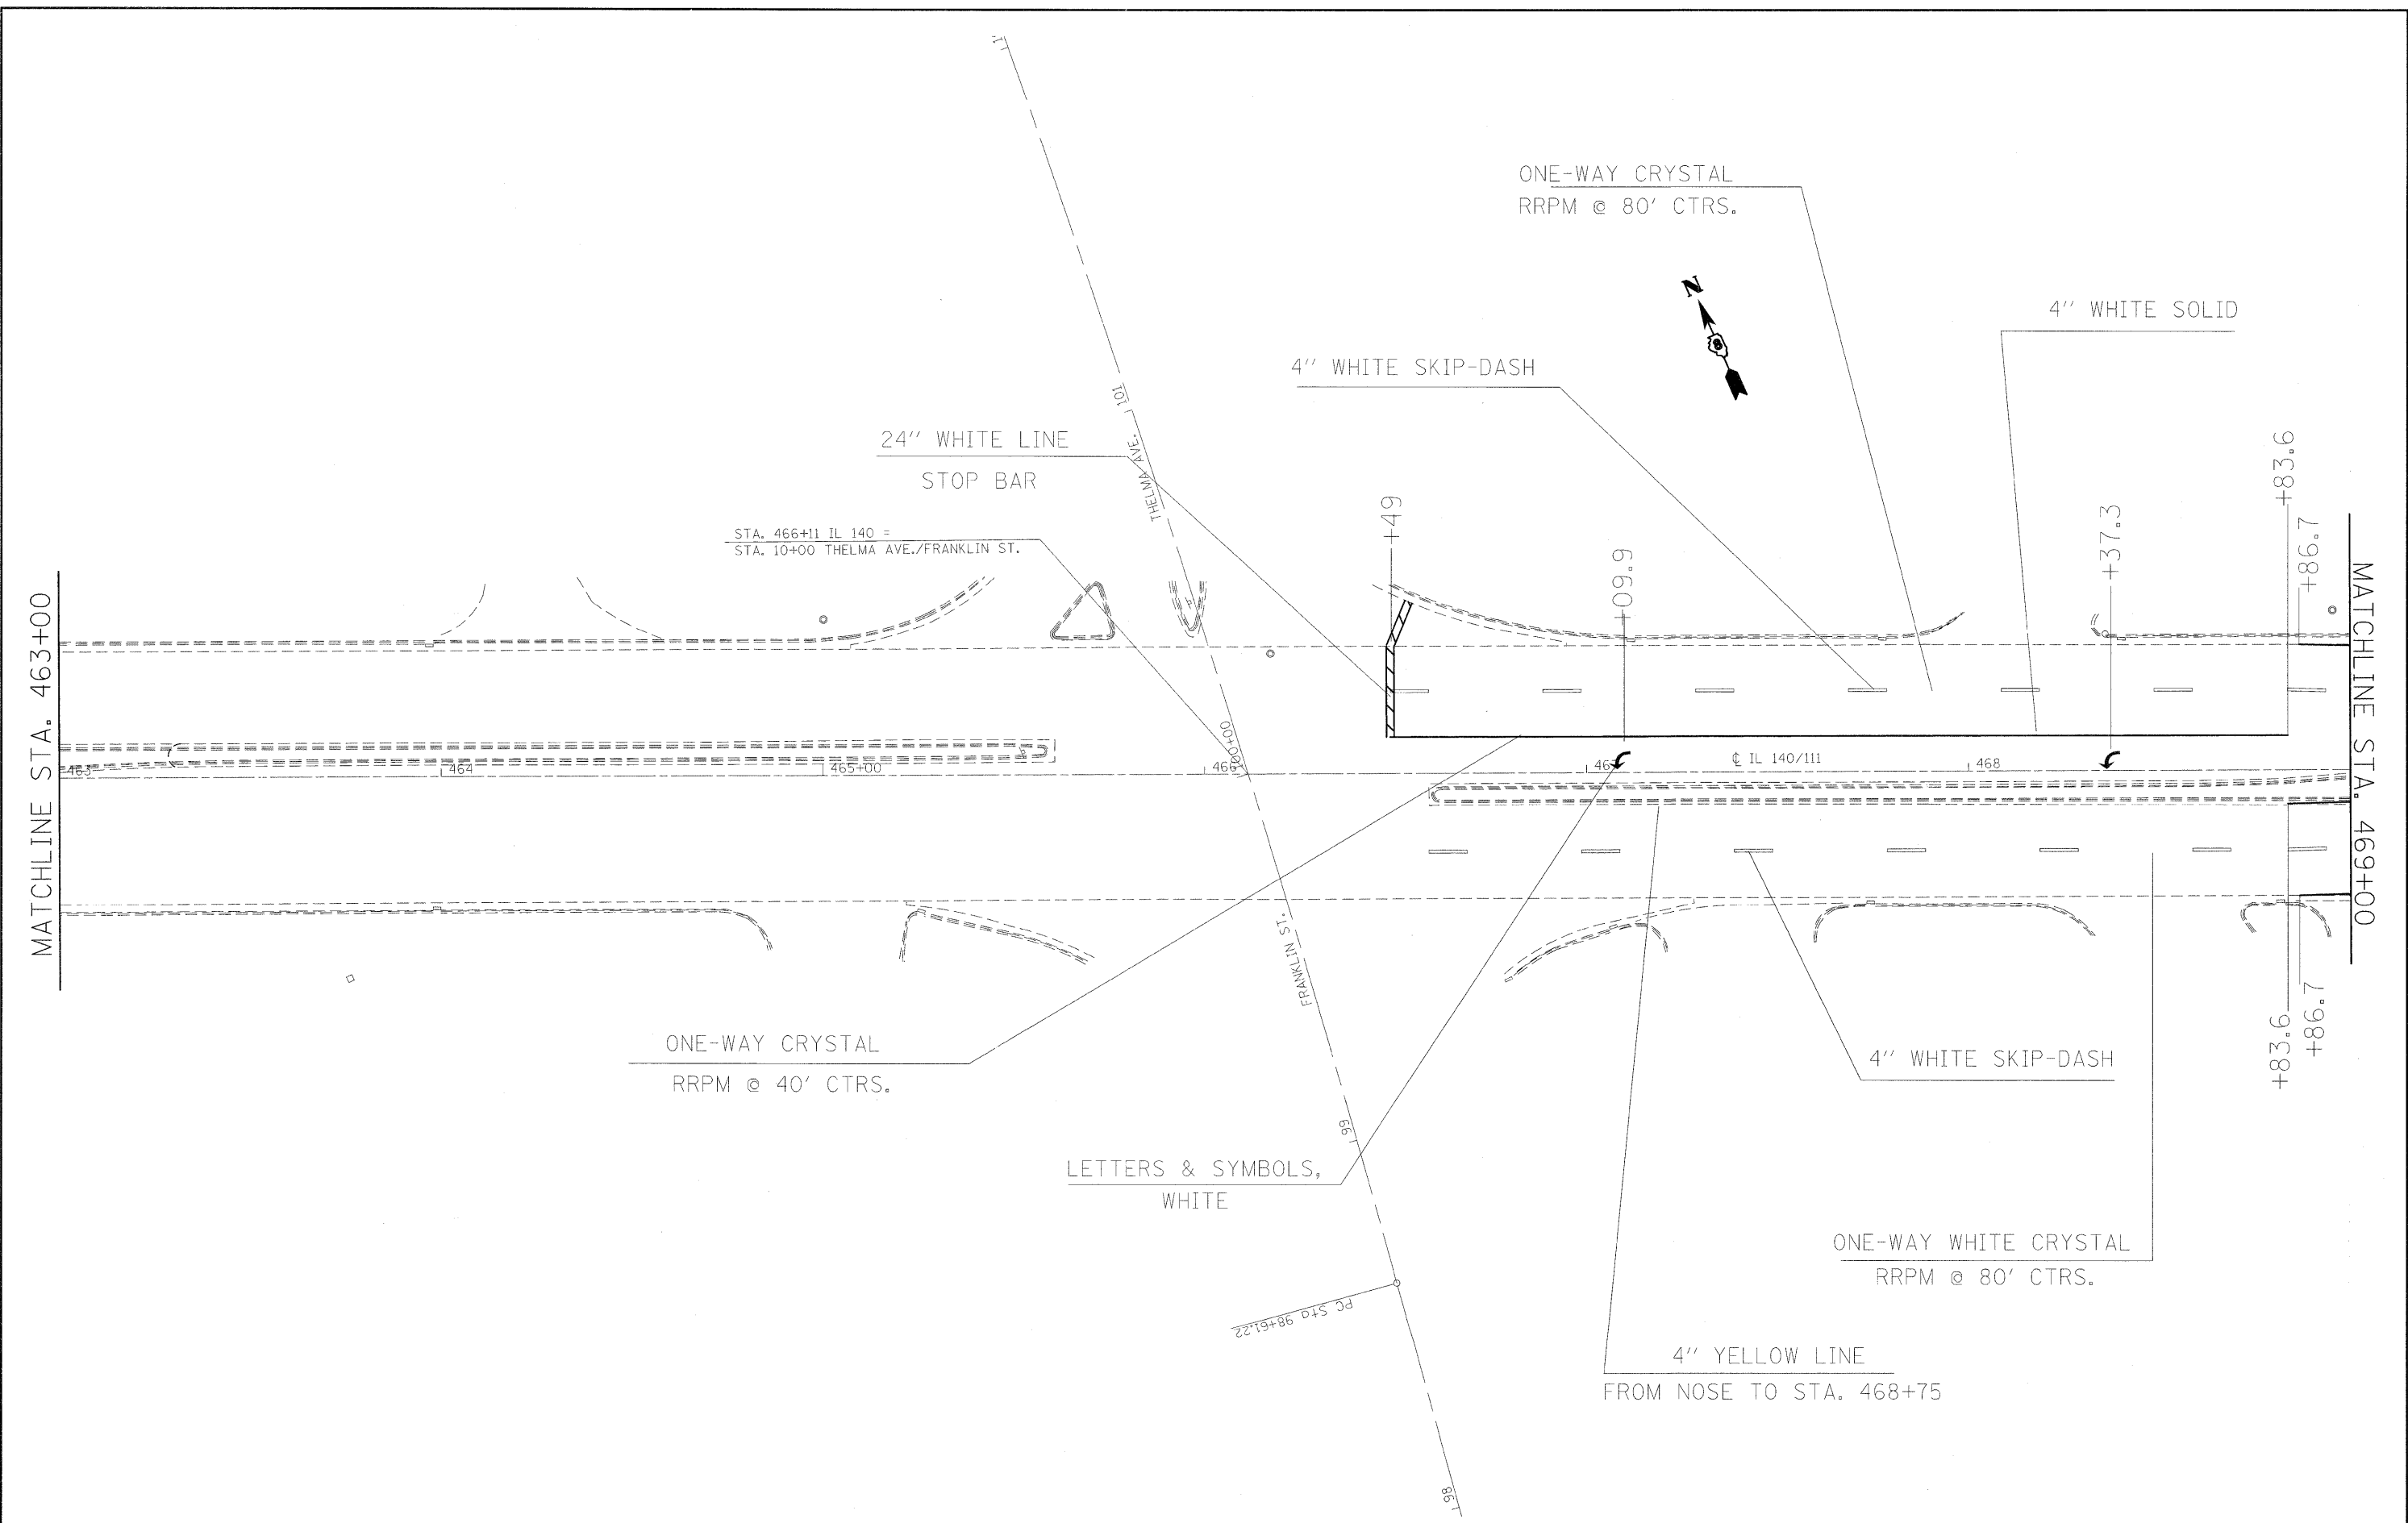 ONE-WAY CRYSTAL
RRPM @ 80' CTRS.
N
8
4" WHITE SOLID
4" WHITE SKIP-DASH
101
THELMA AVE.
24" WHITE LINE
STOP BAR
STA. 466+11 IL 140 =
STA. 10+00 THELMA AVE./FRANKLIN ST.
+49
+09.9
+37.3
+83.6
+86.7
MATCHLINE STA. 463+00
MATCHLINE STA. 469+00
463
464
465+00
466
100+00
467
℄ IL 140/111
468
FRANKLIN ST.
ONE-WAY CRYSTAL
RRPM @ 40' CTRS.
99
LETTERS & SYMBOLS,
WHITE
4" WHITE SKIP-DASH
+83.6
+86.7
ONE-WAY WHITE CRYSTAL
RRPM @ 80' CTRS.
PC Sta 98+61.22
4" YELLOW LINE
FROM NOSE TO STA. 468+75
98